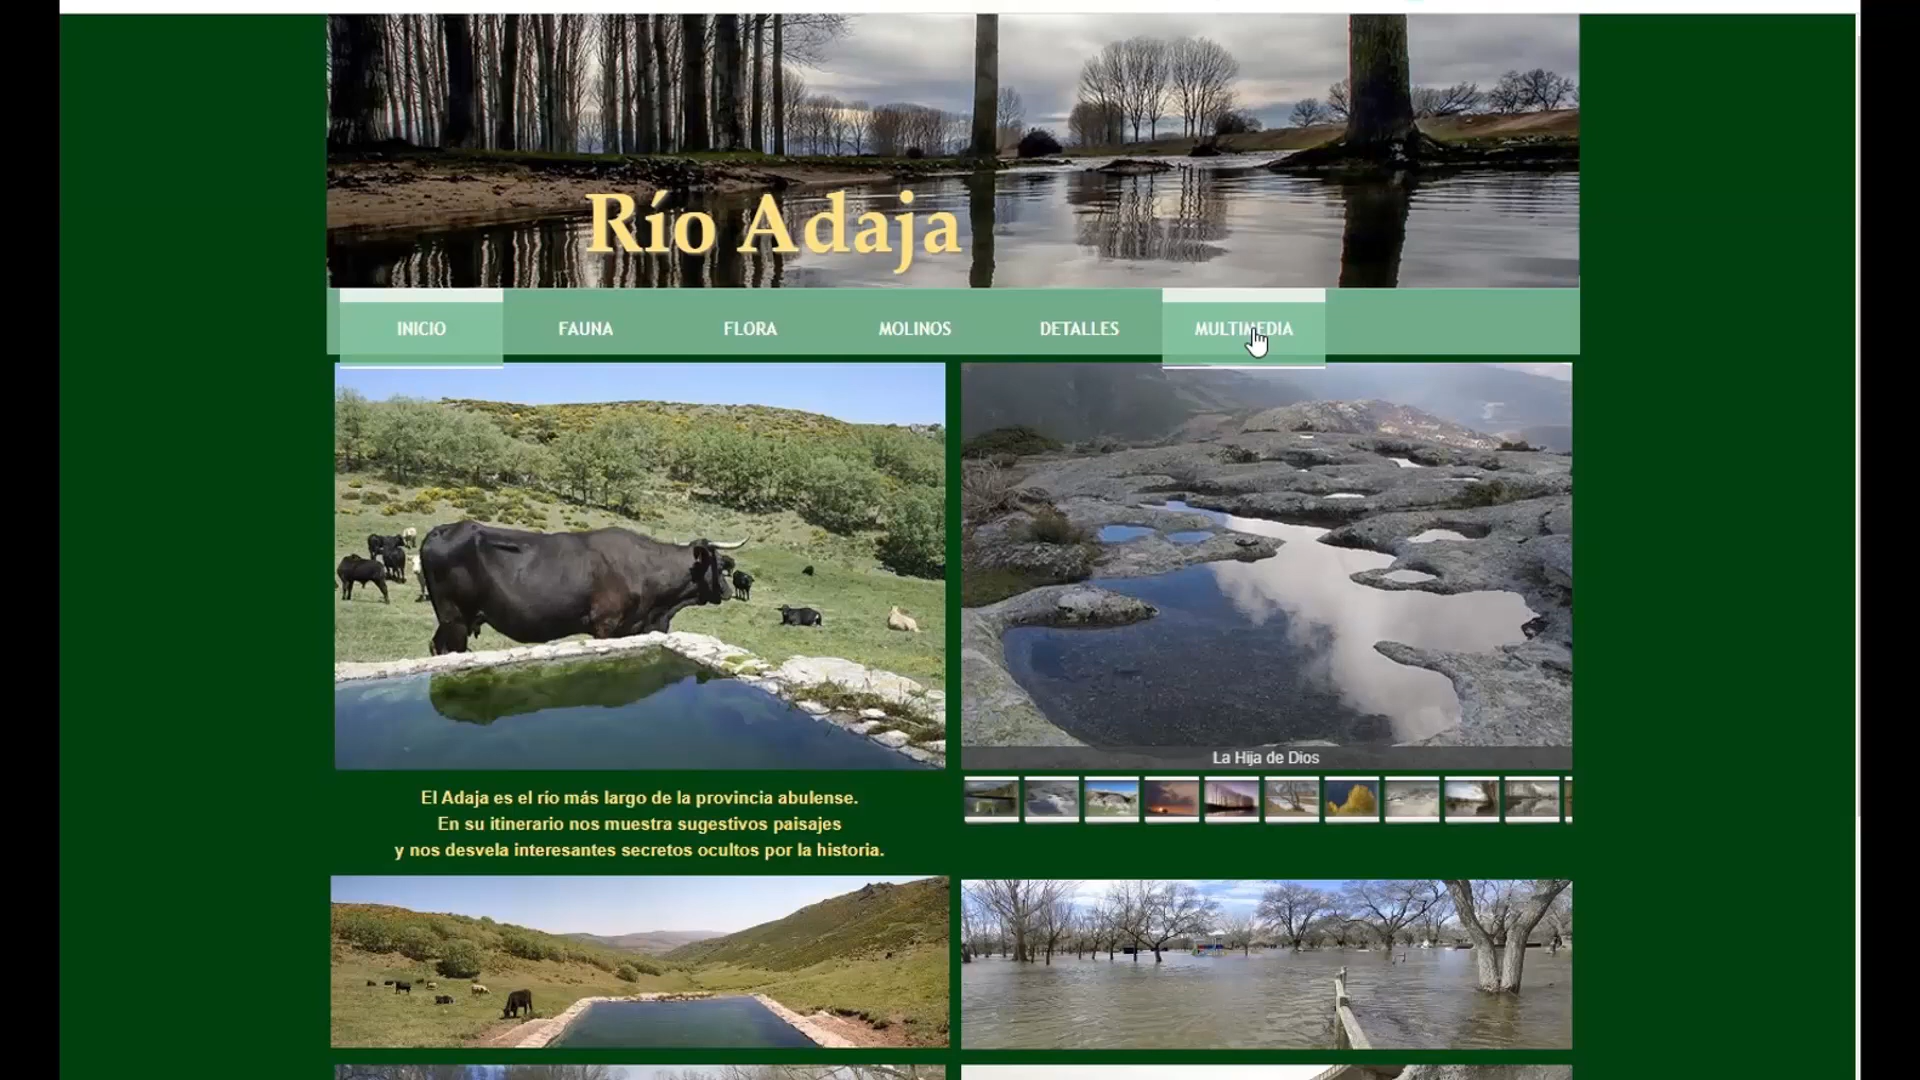 Río Adaja
INICIO
FAUNA
FLORA
MOLINOS
DETALLES
MULTIMEDIA
La Hija de Dios
El Adaja es el río más largo de la provincia abulense.
En su itinerario nos muestra sugestivos paisajes
y nos desvela interesantes secretos ocultos por la historia.